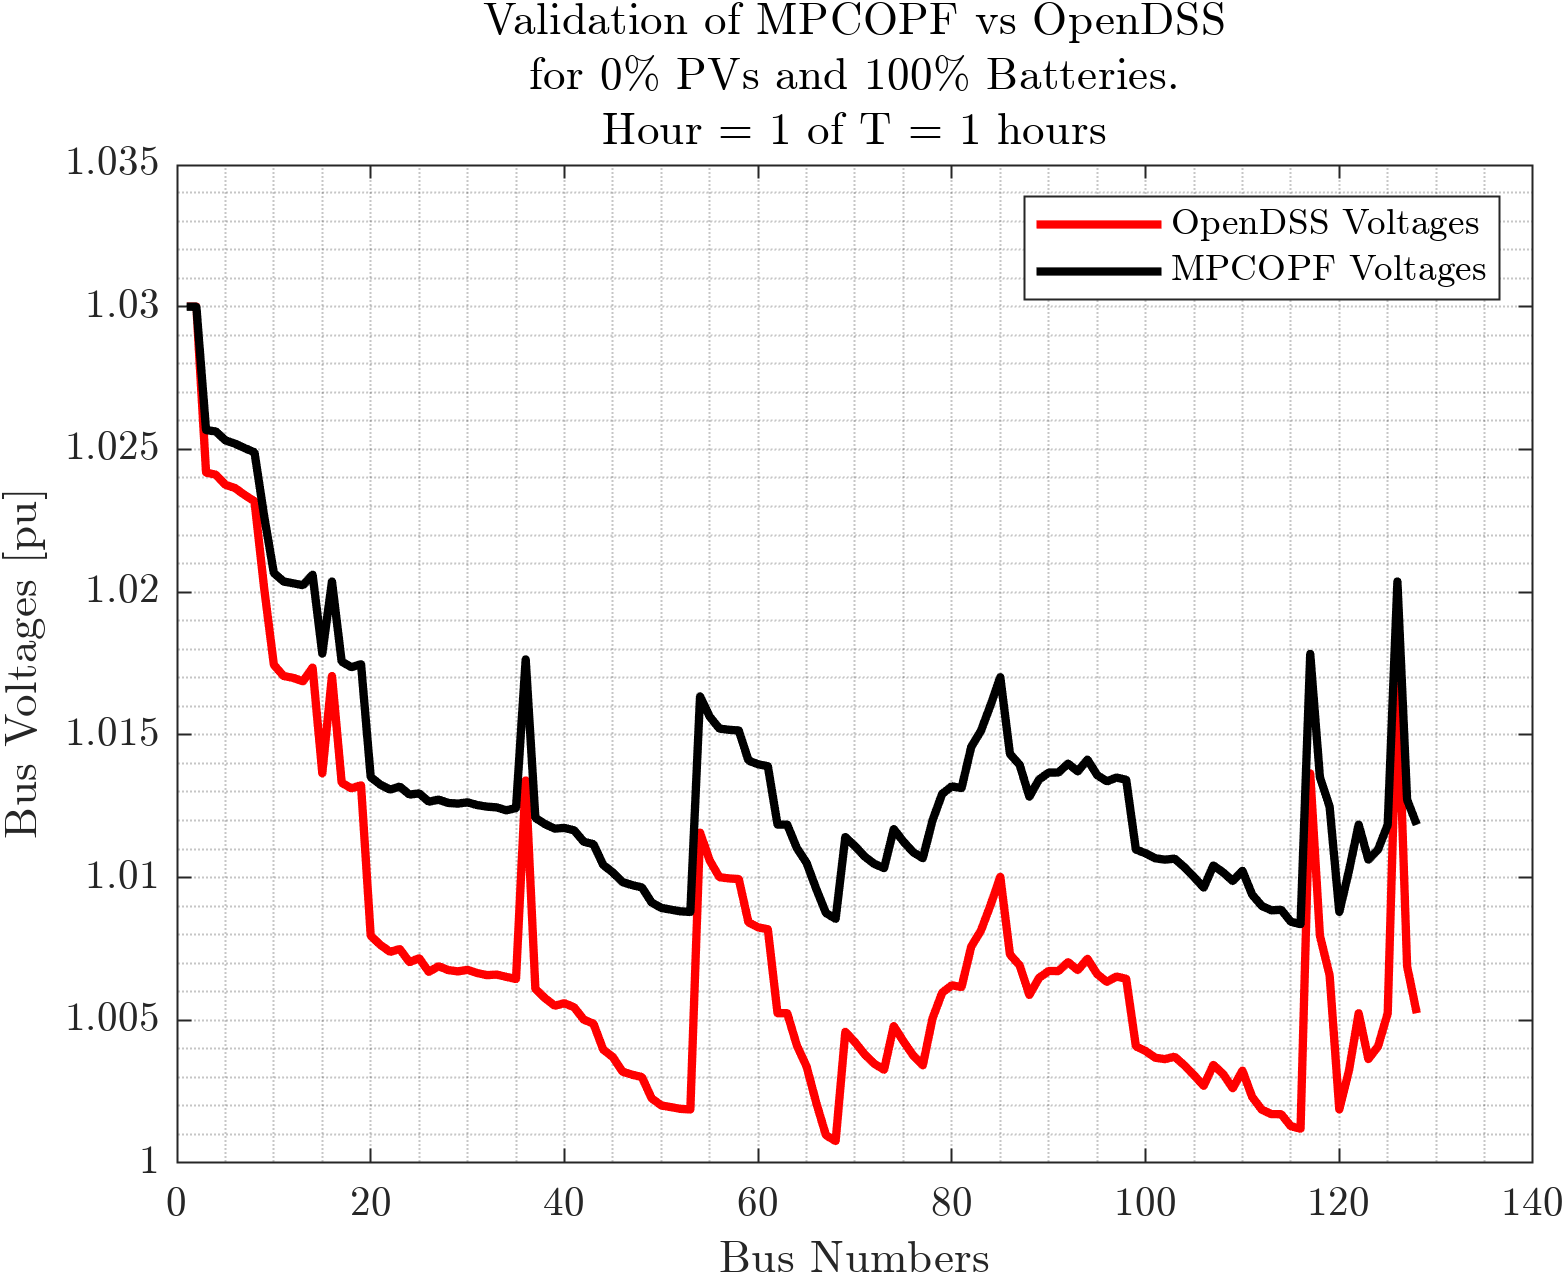 Validation of MPCOPF vs OpenDSS
for 0% PVs and 100% Batteries.
Hour = 1 of T = 1 hours
1.035
1.03
1.025
1.02
1.015
1.01
1.005
1
Bus Voltages [pu]
OpenDSS Voltages
MPCOPF Voltages
0 20 40 60 80 100 120 140
Bus Numbers